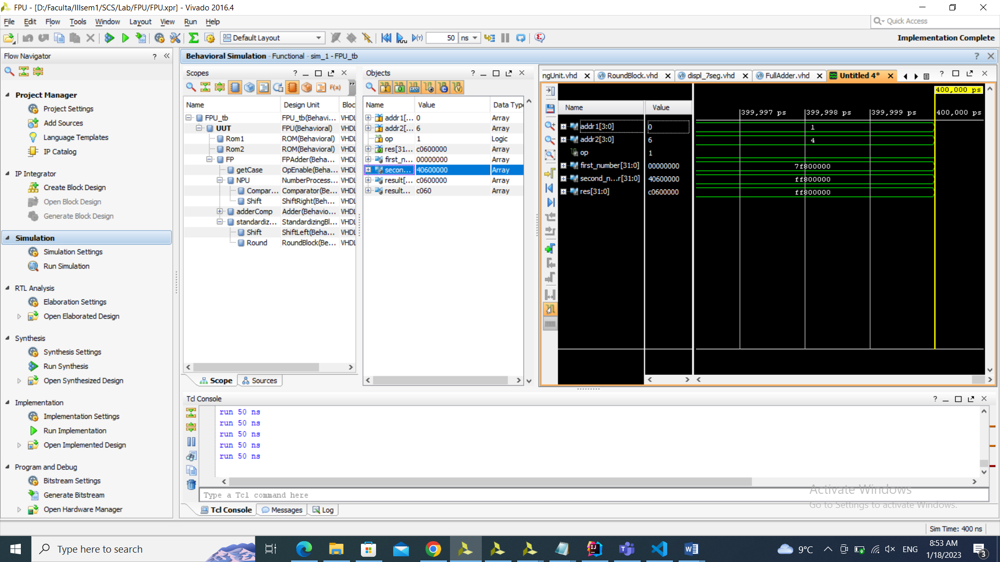 FPU - [D:/Faculta/IIIsem1/SCS/Lab/FPU/FPU.xpr] - Vivado 2016.4
File Edit Flow Tools Window Layout View Run Help
Quick Access
Default Layout
50 ns
Implementation Complete
Flow Navigator
Project Manager
Project Settings
Add Sources
Language Templates
IP Catalog
IP Integrator
Create Block Design
Open Block Design
Generate Block Design
Simulation
Simulation Settings
Run Simulation
RTL Analysis
Elaboration Settings
Open Elaborated Design
Synthesis
Synthesis Settings
Run Synthesis
Open Synthesized Design
Implementation
Implementation Settings
Run Implementation
Open Implemented Design
Program and Debug
Bitstream Settings
Generate Bitstream
Open Hardware Manager
Behavioral Simulation - Functional - sim_1 - FPU_tb
Scopes
Name Design Unit Bloc
FPU_tb FPU_tb(Behavi... VHDL
UUT FPU(Behavioral) VHDL
Rom1 ROM(Behavioral) VHDL
Rom2 ROM(Behavioral) VHDL
FP FPAdder(Beha... VHDL
getCase OpEnable(Beha... VHDL
NPU NumberProcess... VHDL
Compar... Comparator(Be... VHDL
Shift ShiftRight(Beh... VHDL
adderComp Adder(Behavio... VHDL
standardiz... StandardizingBl... VHDL
Shift ShiftLeft(Beha... VHDL
Round RoundBlock(Be... VHDL
Scope Sources
Objects
Name Value Data Type
addr1[... 0 Array
addr2[... 6 Array
op 1 Logic
res[31... c0600000 Array
first_n... 00000000 Array
secon... 40600000 Array
result[... c0600000 Array
result... c060 Array
ngUnit.vhd RoundBlock.vhd displ_7seg.vhd FullAdder.vhd Untitled 4*
400,000 ps
Name Value
399,997 ps 399,998 ps 399,999 ps 400,000 ps
addr1[3:0] 0 1
addr2[3:0] 6 4
op 1
first_number[31:0] 00000000 7f800000
second_n...r[31:0] 40600000 ff800000
res[31:0] c0600000 ff800000
Tcl Console
run 50 ns
run 50 ns
run 50 ns
run 50 ns
run 50 ns
Type a Tcl command here
Tcl Console Messages Log
Activate Windows
Go to Settings to activate Windows.
Sim Time: 400 ns
Type here to search
9°C
ENG
8:53 AM
1/18/2023
3